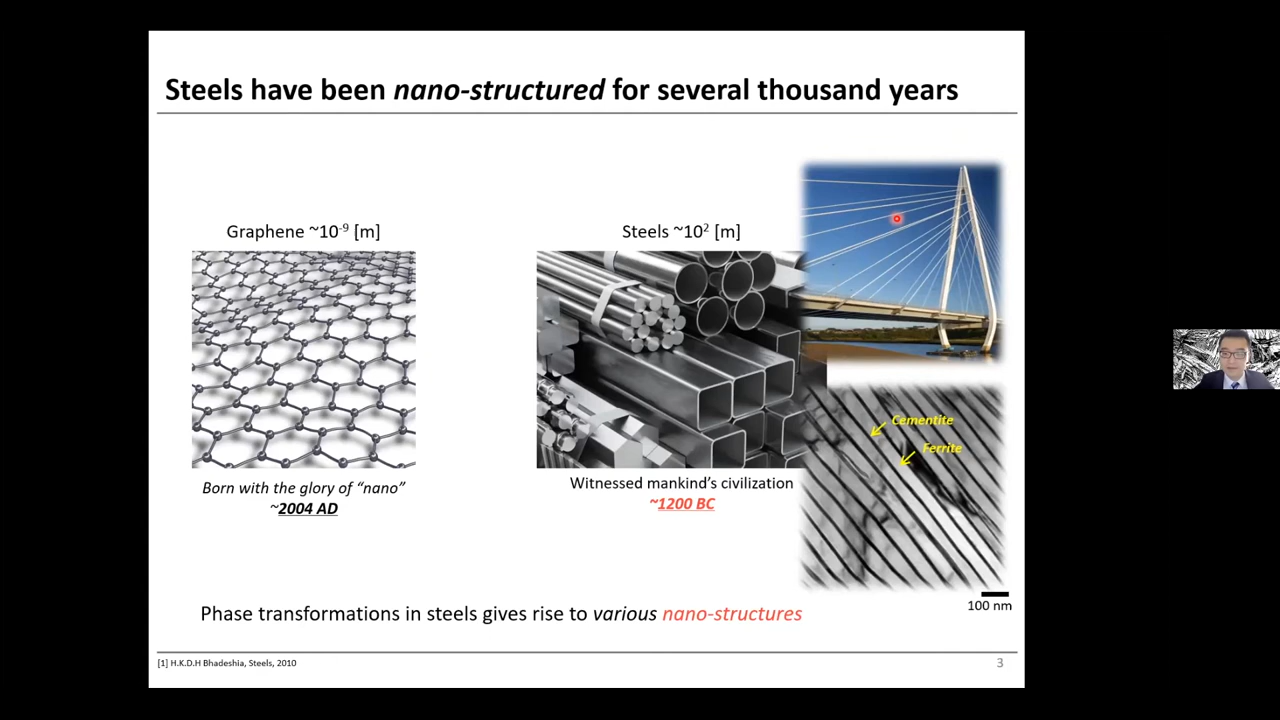 Steels have been nano-structured for several thousand years
Graphene ~10⁻⁹ [m]
Steels ~10² [m]
Cementite
Ferrite
Born with the glory of “nano”
~2004 AD
Witnessed mankind’s civilization
~1200 BC
100 nm
Phase transformations in steels gives rise to various nano-structures
[1] H.K.D.H Bhadeshia, Steels, 2010
3